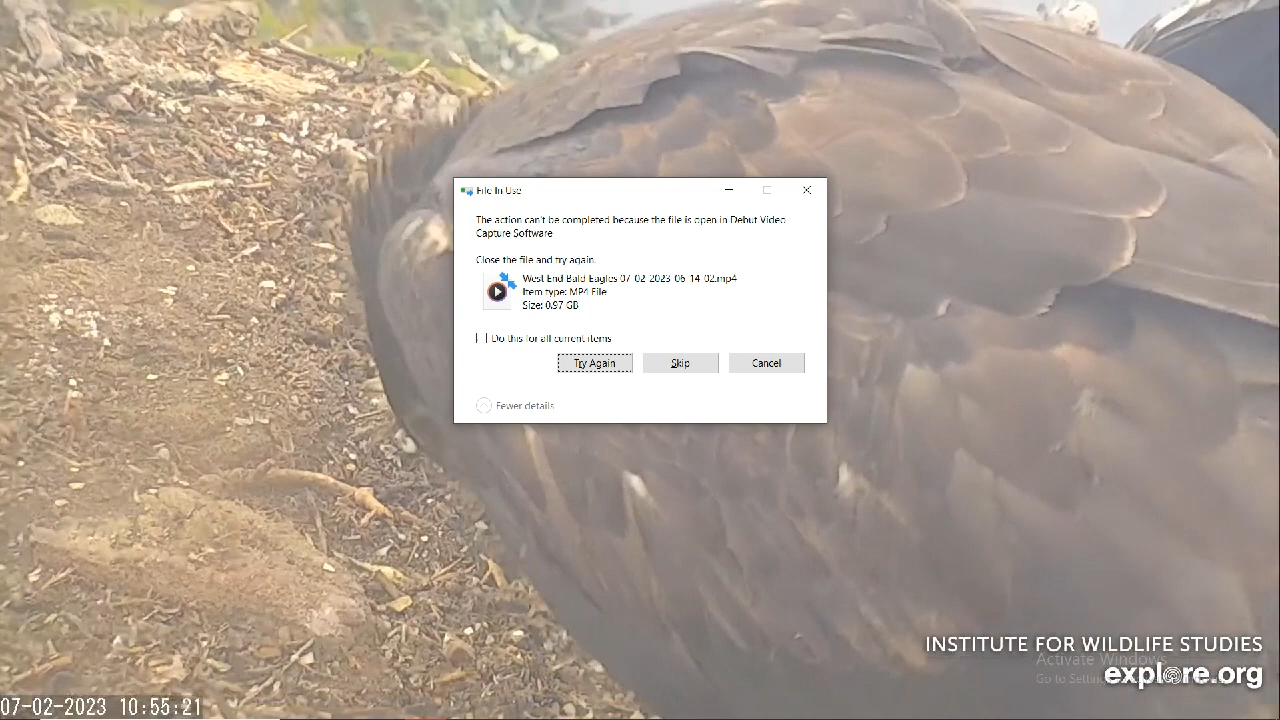 File In Use
The action can't be completed because the file is open in Debut Video
Capture Software
Close the file and try again.
West End Bald Eagles 07-02-2023-06-14-02.mp4
Item type: MP4 File
Size: 0.97 GB
Do this for all current items
Try Again Skip Cancel
Fewer details
INSTITUTE FOR WILDLIFE STUDIES
Activate Windows
Go to Setting
explore.org
07-02-2023 10:55:21